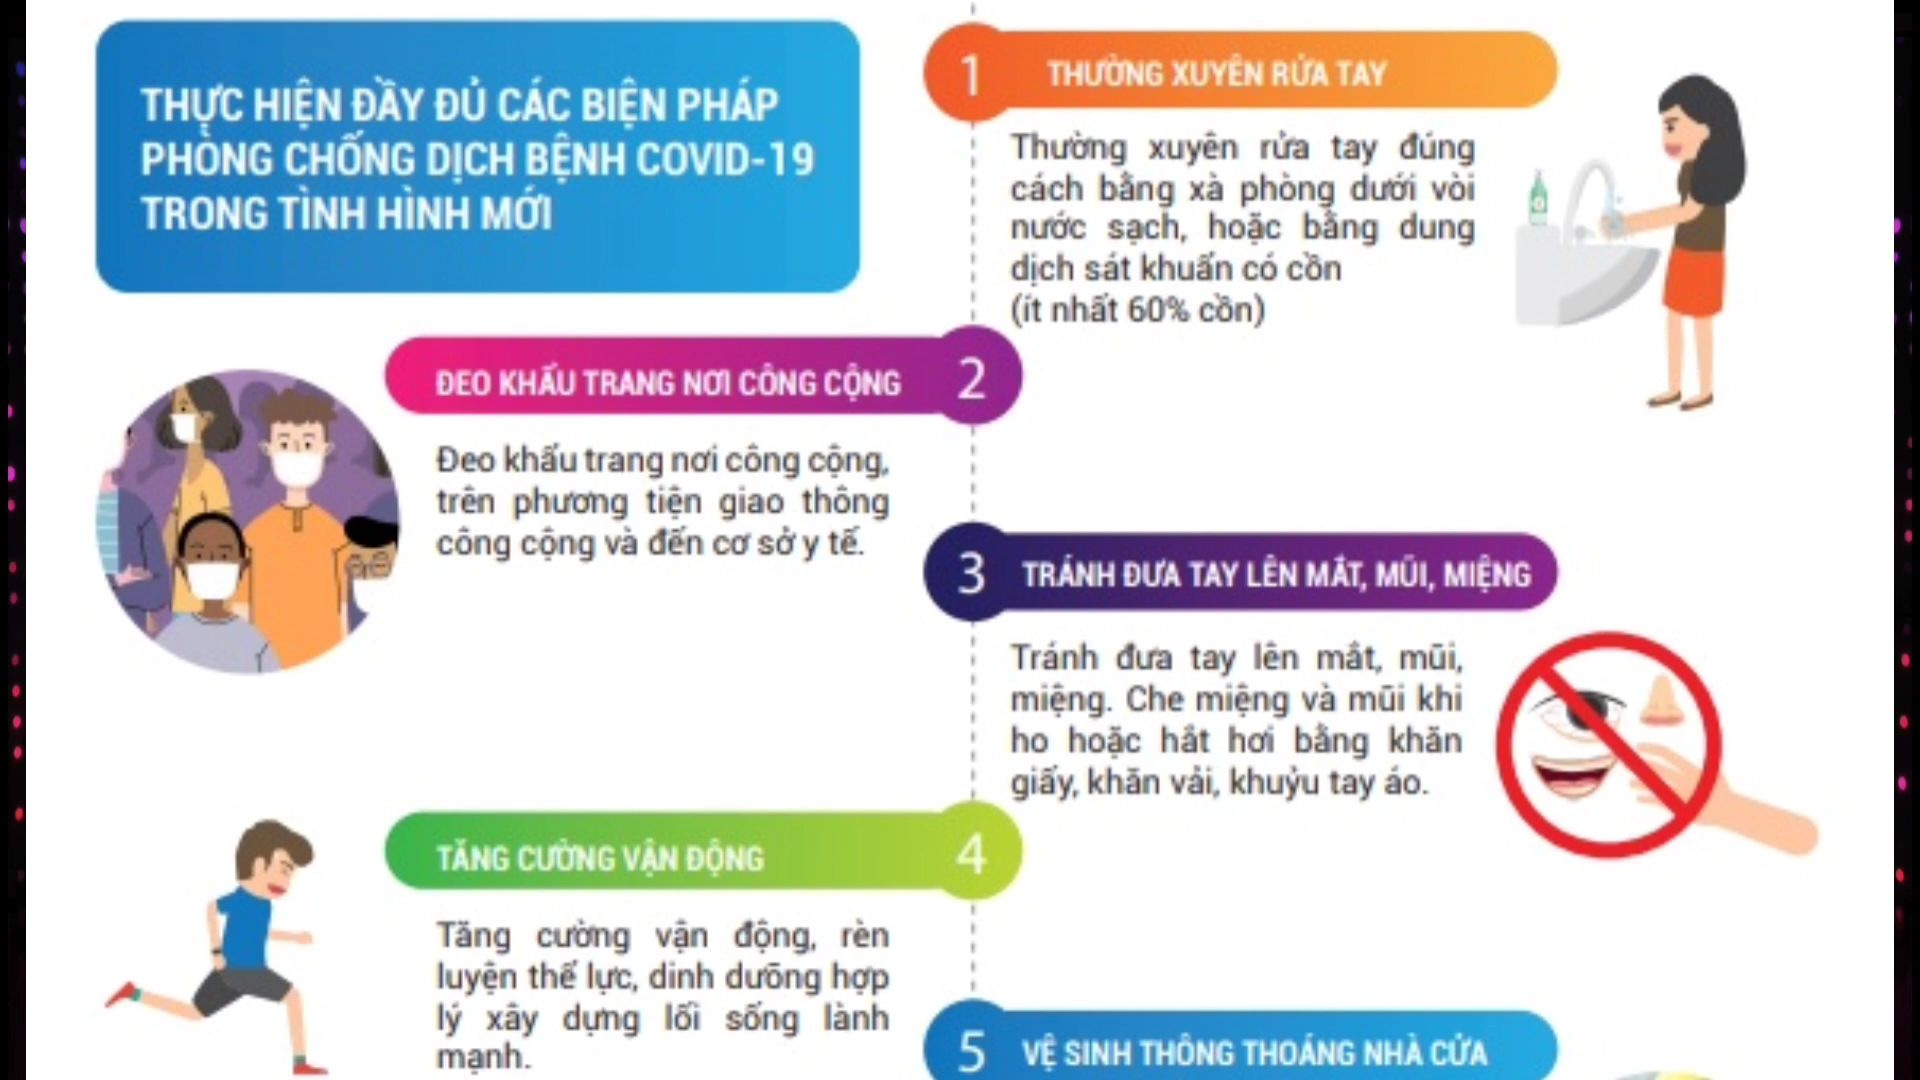 THỰC HIỆN ĐẦY ĐỦ CÁC BIỆN PHÁP
PHÒNG CHỐNG DỊCH BỆNH COVID-19
TRONG TÌNH HÌNH MỚI
1
THƯỜNG XUYÊN RỬA TAY
Thường xuyên rửa tay đúng
cách bằng xà phòng dưới vòi
nước sạch, hoặc bằng dung
dịch sát khuẩn có cồn
(ít nhất 60% cồn)
ĐEO KHẨU TRANG NƠI CÔNG CỘNG
2
Đeo khẩu trang nơi công cộng,
trên phương tiện giao thông
công cộng và đến cơ sở y tế.
3
TRÁNH ĐƯA TAY LÊN MẮT, MŨI, MIỆNG
Tránh đưa tay lên mắt, mũi,
miệng. Che miệng và mũi khi
ho hoặc hắt hơi bằng khăn
giấy, khăn vải, khuỷu tay áo.
TĂNG CƯỜNG VẬN ĐỘNG
4
Tăng cường vận động, rèn
luyện thể lực, dinh dưỡng hợp
lý xây dựng lối sống lành
mạnh.
5
VỆ SINH THÔNG THOÁNG NHÀ CỬA